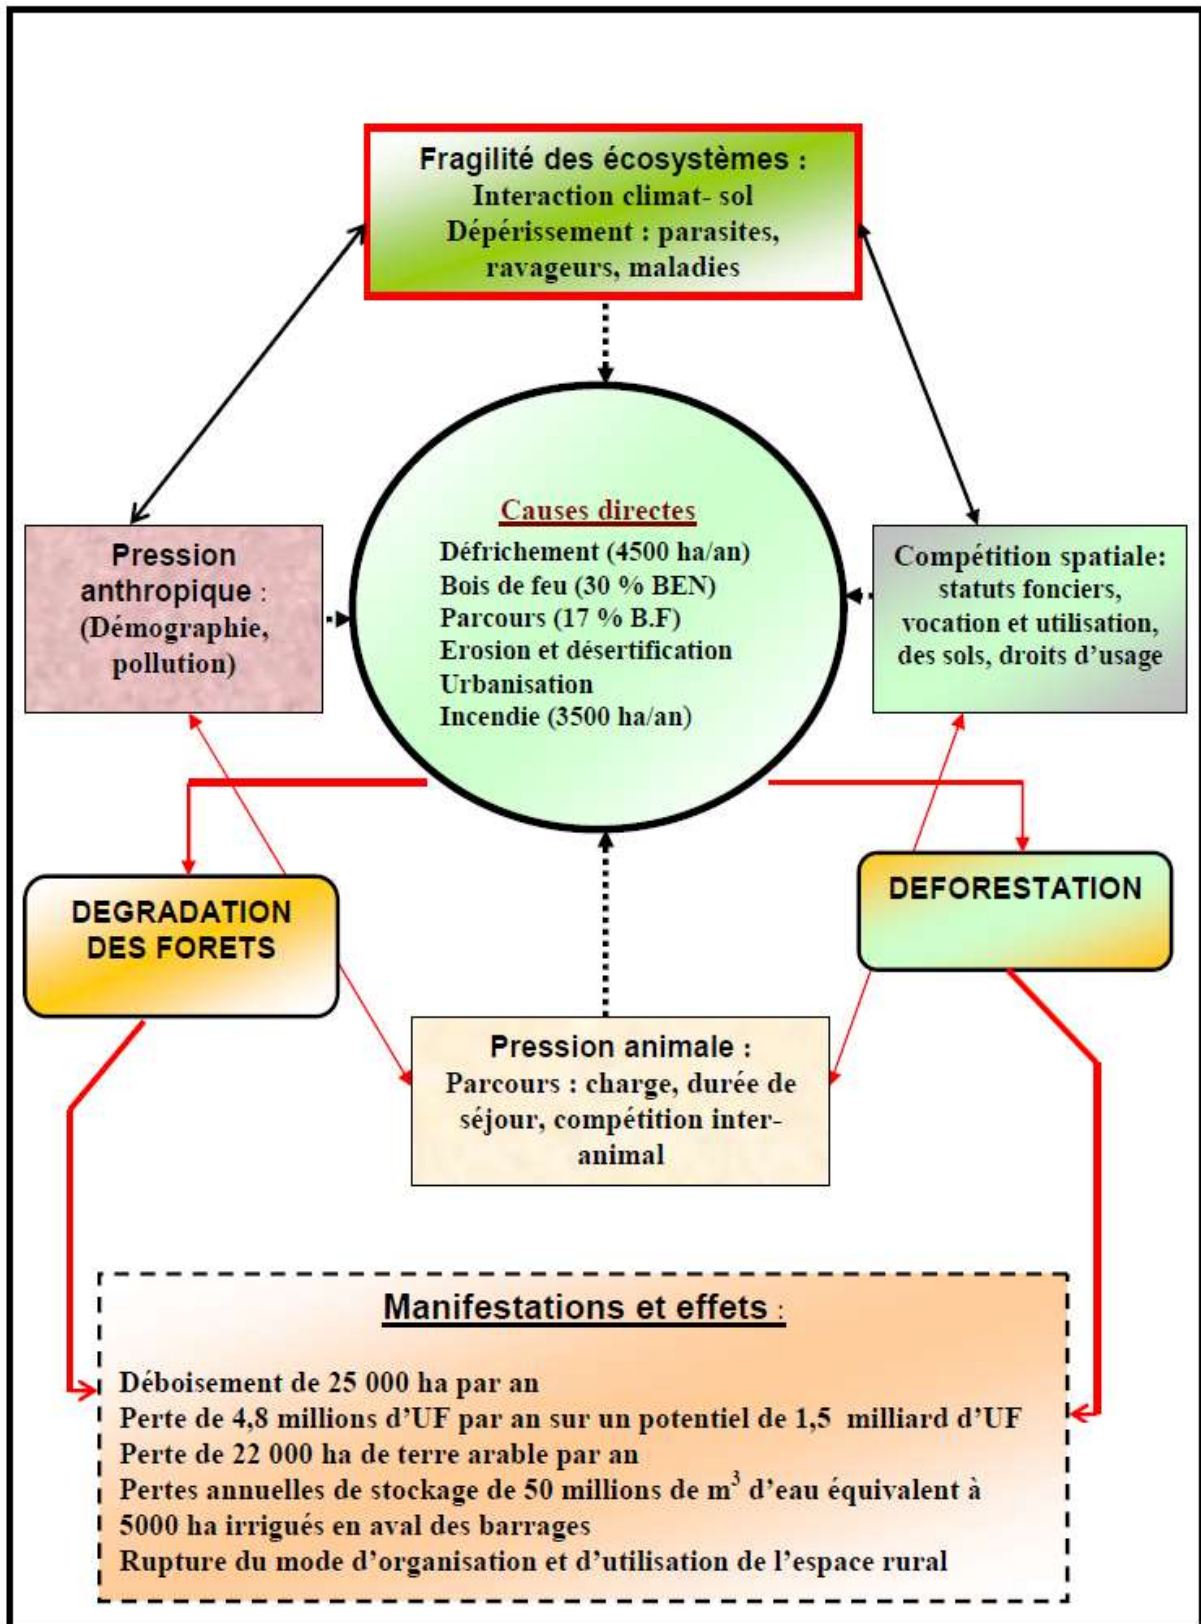 Fragilité des écosystèmes :
Interaction climat- sol
Dépérissement : parasites,
ravageurs, maladies
Causes directes
Défrichement (4500 ha/an)
Bois de feu (30 % BEN)
Parcours (17 % B.F)
Erosion et désertification
Urbanisation
Incendie (3500 ha/an)
Pression
anthropique :
(Démographie,
pollution)
Compétition spatiale:
statuts fonciers,
vocation et utilisation,
des sols, droits d’usage
DEGRADATION
DES FORETS
DEFORESTATION
Pression animale :
Parcours : charge, durée de
séjour, compétition inter-
animal
Manifestations et effets :
Déboisement de 25 000 ha par an
Perte de 4,8 millions d’UF par an sur un potentiel de 1,5 milliard d’UF
Perte de 22 000 ha de terre arable par an
Pertes annuelles de stockage de 50 millions de m³ d’eau équivalent à
5000 ha irrigués en aval des barrages
Rupture du mode d’organisation et d’utilisation de l’espace rural